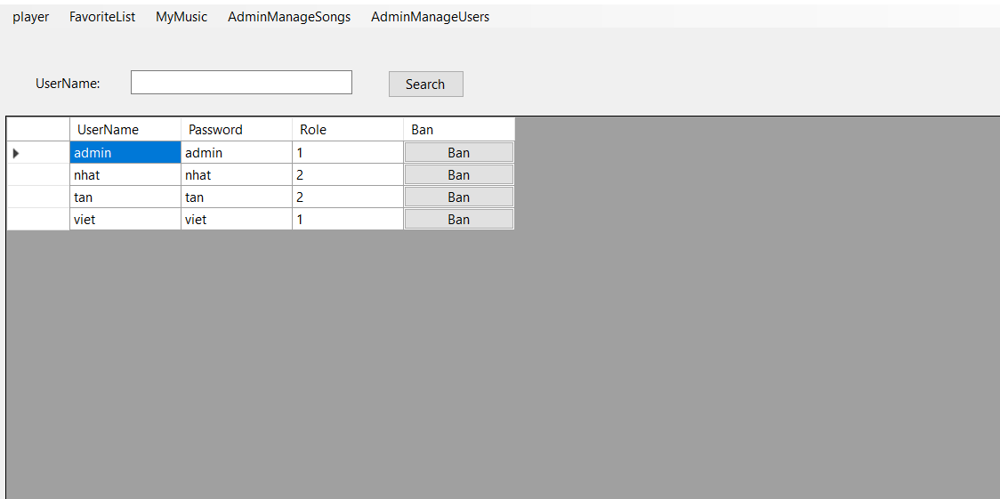 player FavoriteList MyMusic AdminManageSongs AdminManageUsers
UserName: Search
UserName Password Role Ban
admin admin 1 Ban
nhat nhat 2 Ban
tan tan 2 Ban
viet viet 1 Ban